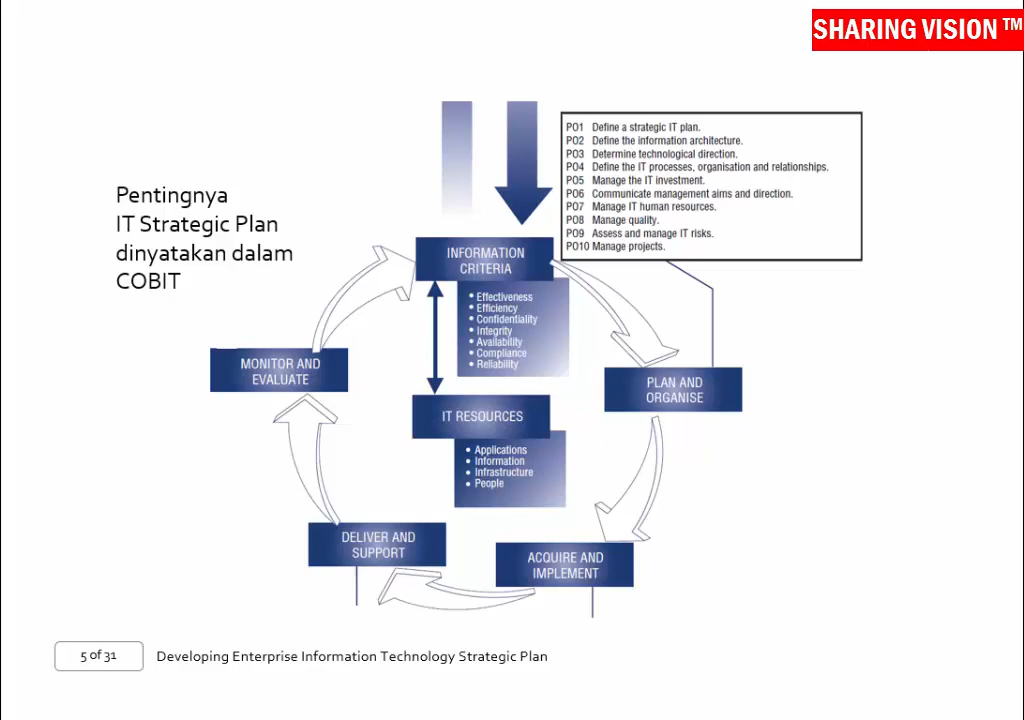 SHARING VISION ™
Pentingnya
IT Strategic Plan
dinyatakan dalam
COBIT
PO1 Define a strategic IT plan.
PO2 Define the information architecture.
PO3 Determine technological direction.
PO4 Define the IT processes, organisation and relationships.
PO5 Manage the IT investment.
PO6 Communicate management aims and direction.
PO7 Manage IT human resources.
PO8 Manage quality.
PO9 Assess and manage IT risks.
PO10 Manage projects.
INFORMATION
CRITERIA
• Effectiveness
• Efficiency
• Confidentiality
• Integrity
• Availability
• Compliance
• Reliability
MONITOR AND
EVALUATE
PLAN AND
ORGANISE
IT RESOURCES
• Applications
• Information
• Infrastructure
• People
DELIVER AND
SUPPORT
ACQUIRE AND
IMPLEMENT
5 of 31
Developing Enterprise Information Technology Strategic Plan